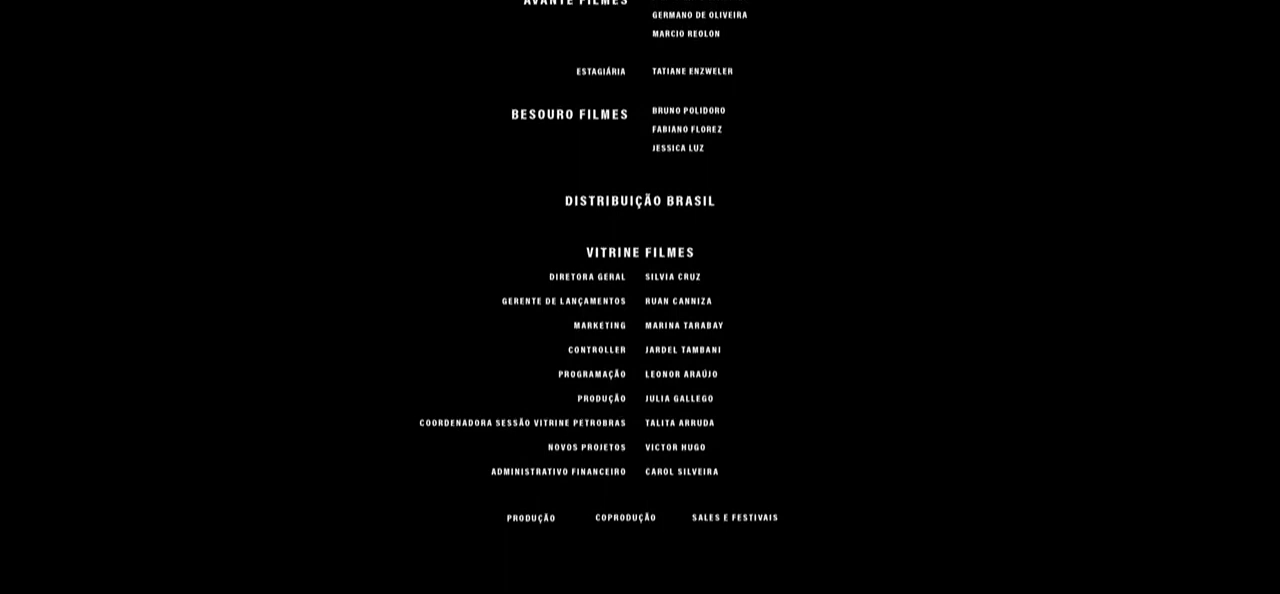 AVANTE FILMES
GERMANO DE OLIVEIRA
MARCIO REOLON
ESTAGIÁRIA TATIANE ENZWELER
BESOURO FILMES BRUNO POLIDORO
FABIANO FLOREZ
JESSICA LUZ
DISTRIBUIÇÃO BRASIL
VITRINE FILMES
DIRETORA GERAL SILVIA CRUZ
GERENTE DE LANÇAMENTOS RUAN CANNIZA
MARKETING MARINA TARABAY
CONTROLLER JARDEL TAMBANI
PROGRAMAÇÃO LEONOR ARAÚJO
PRODUÇÃO JULIA GALLEGO
COORDENADORA SESSÃO VITRINE PETROBRAS TALITA ARRUDA
NOVOS PROJETOS VICTOR HUGO
ADMINISTRATIVO FINANCEIRO CAROL SILVEIRA
PRODUÇÃO COPRODUÇÃO SALES E FESTIVAIS